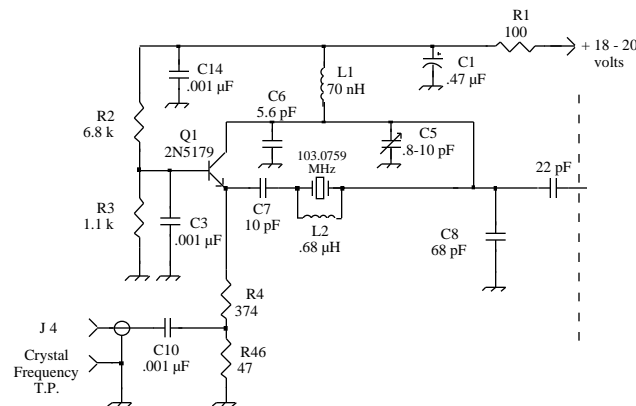 R1
100
+ 18 - 20
volts
C14
.001 µF
L1
70 nH
C1
.47 µF
C6
5.6 pF
R2
6.8 k
Q1
2N5179
C5
.8-10 pF
103.0759
MHz
22 pF
R3
1.1 k
C3
.001 µF
C7
10 pF
L2
.68 µH
C8
68 pF
R4
374
J 4
C10
.001 µF
R46
47
Crystal
Frequency
T.P.